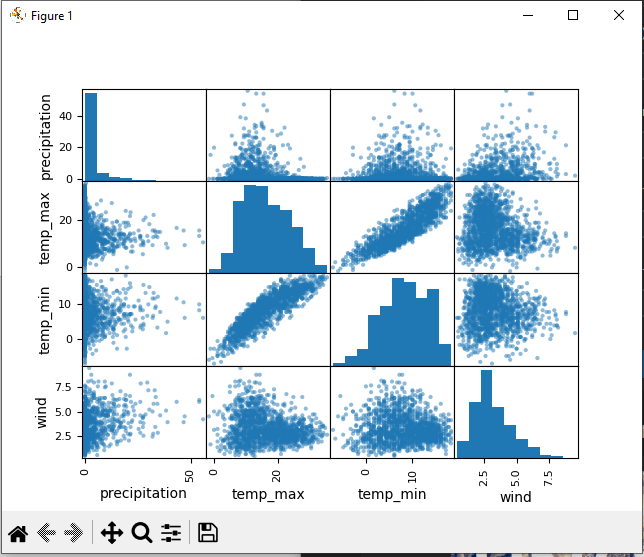 Figure 1
precipitation
40
20
0
temp_max
20
0
temp_min
10
0
wind
7.5
5.0
2.5
0
50
0
20
0
10
2.5
5.0
7.5
precipitation
temp_max
temp_min
wind